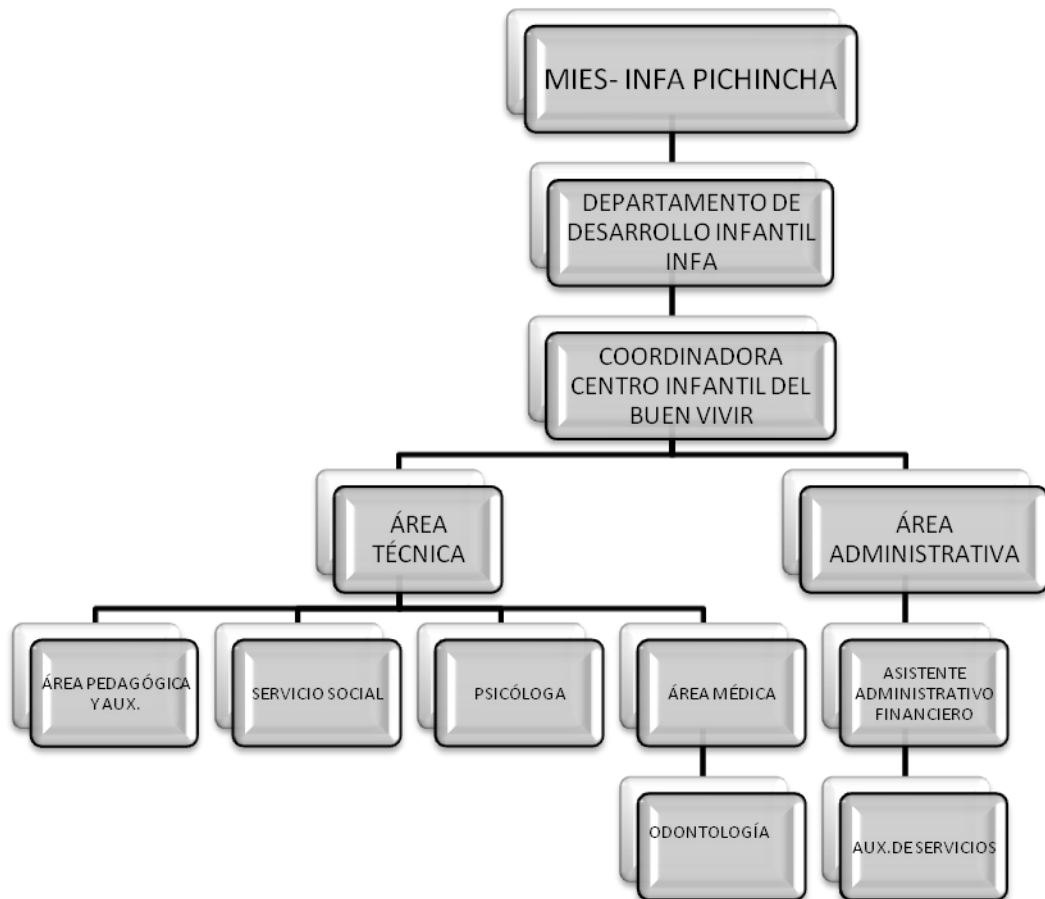 MIES- INFA PICHINCHA
DEPARTAMENTO DE
DESARROLLO INFANTIL
INFA
COORDINADORA
CENTRO INFANTIL DEL
BUEN VIVIR
ÁREA
TÉCNICA
ÁREA
ADMINISTRATIVA
ÁREA PEDAGÓGICA
Y AUX.
SERVICIO SOCIAL
PSICÓLOGA
ÁREA MÉDICA
ASISTENTE
ADMINISTRATIVO
FINANCIERO
ODONTOLOGÍA
AUX.DE SERVICIOS